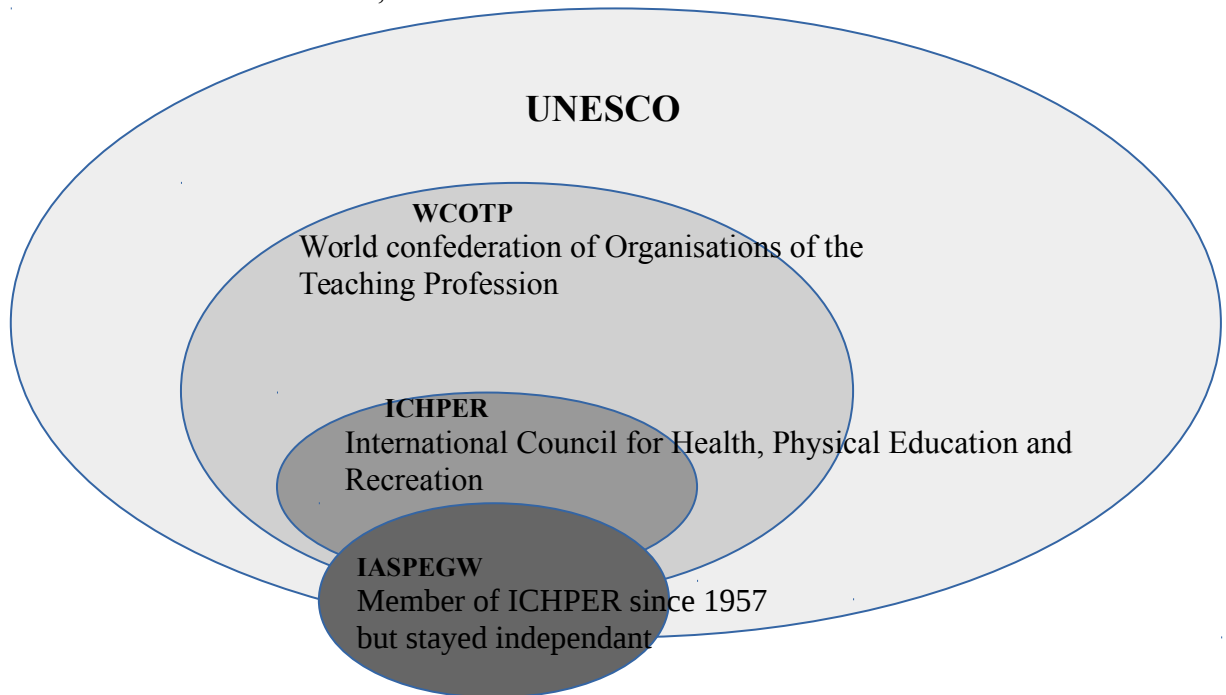 UNESCO
WCOTP
World confederation of Organisations of the
Teaching Profession
ICHPER
International Council for Health, Physical Education and
Recreation
IASPEGW
Member of ICHPER since 1957
but stayed independant